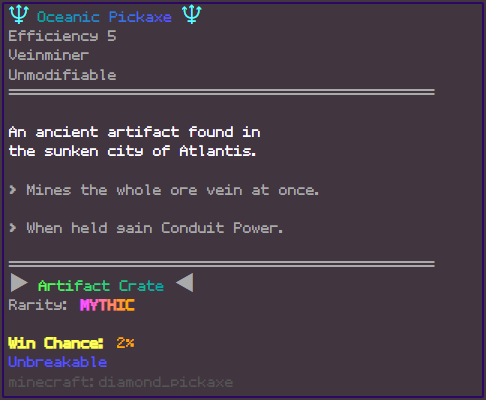 🔱 Oceanic Pickaxe 🔱
Efficiency 5
Veinminer
Unmodifiable
An ancient artifact found in
the sunken city of Atlantis.
> Mines the whole ore vein at once.
> When held gain Conduit Power.
▶ Artifact Crate ◀
Rarity: MYTHIC
Win Chance: 2%
Unbreakable
minecraft:diamond_pickaxe